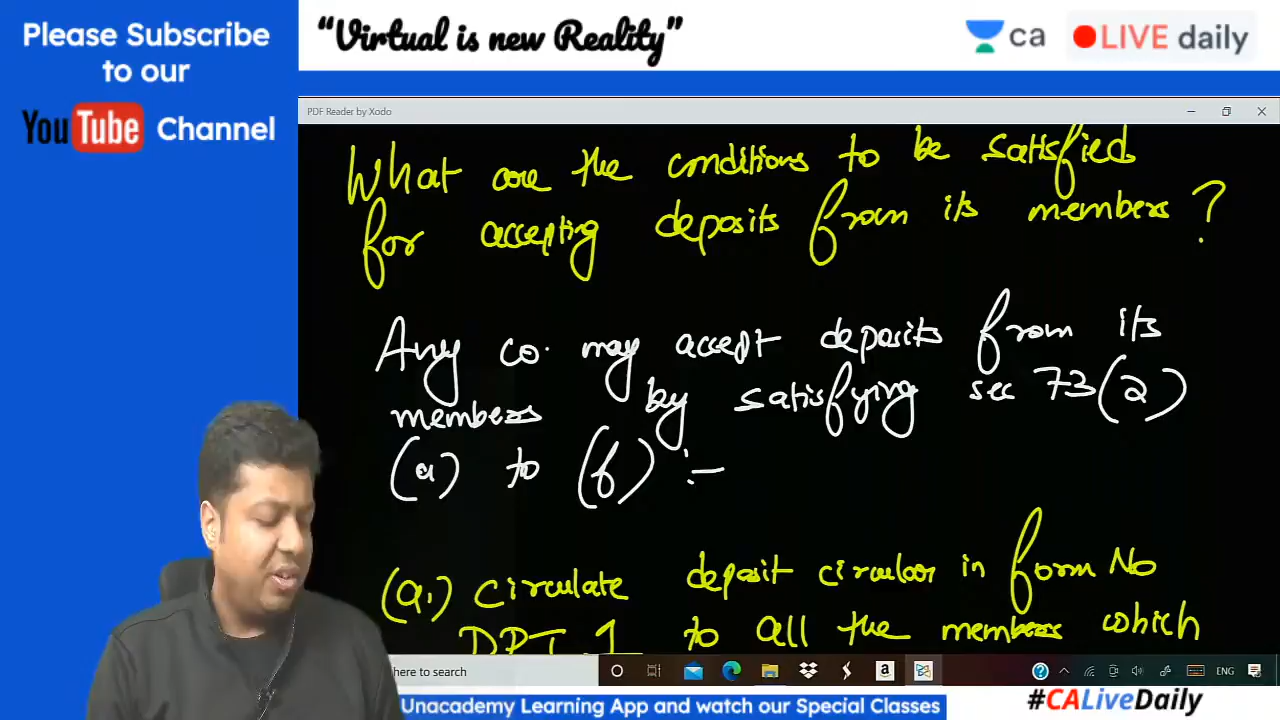 Please Subscribe
to our
YouTube Channel
“Virtual is new Reality”
ca
LIVE daily
PDF Reader by Xodo
What are the conditions to be satisfied
for accepting deposits from its members ?
Any co. may accept deposits from its
members by satisfying sec 73(2)
(a) to (f) :-
(a.) circulate deposit circular in form No
DPT 1 to all the members which
here to search
ENG
Unacademy Learning App and watch our Special Classes
#CALiveDaily